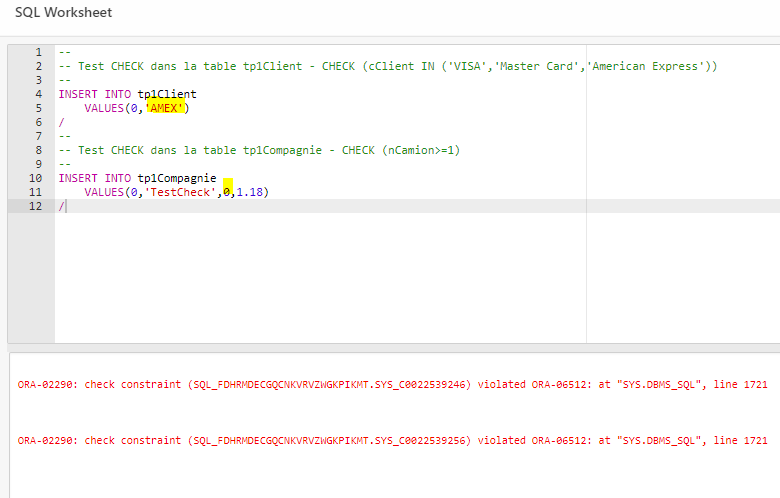 SQL Worksheet
1 --
2 -- Test CHECK dans la table tp1Client - CHECK (cClient IN ('VISA','Master Card','American Express'))
3 --
4 INSERT INTO tp1Client
5 VALUES(0,'AMEX')
6 /
7 --
8 -- Test CHECK dans la table tp1Compagnie - CHECK (nCamion>=1)
9 --
10 INSERT INTO tp1Compagnie
11 VALUES(0,'TestCheck',0,1.18)
12 /
ORA-02290: check constraint (SQL_FDHRMDECGQCNKVRVZWGKPIKMT.SYS_C0022539246) violated ORA-06512: at "SYS.DBMS_SQL", line 1721
ORA-02290: check constraint (SQL_FDHRMDECGQCNKVRVZWGKPIKMT.SYS_C0022539256) violated ORA-06512: at "SYS.DBMS_SQL", line 1721